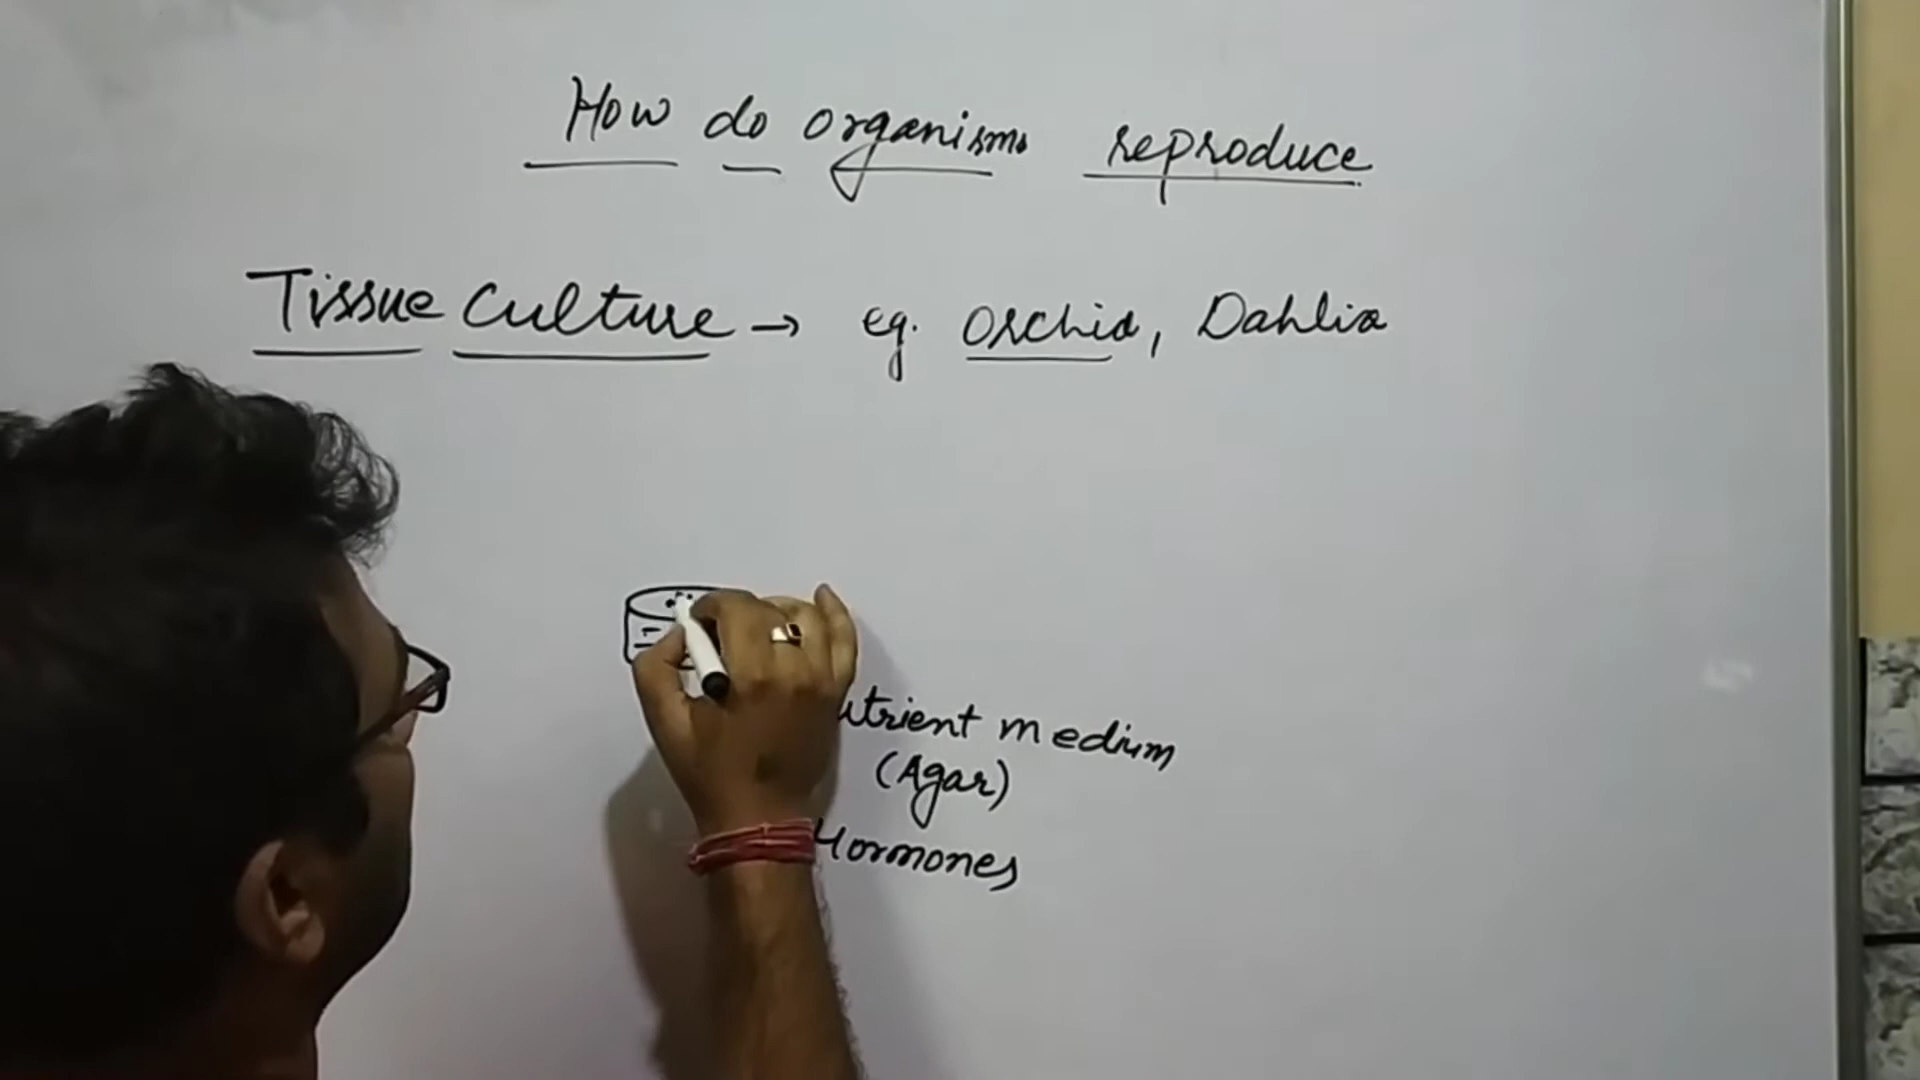 How do organisms reproduce
Tissue Culture → eg. Orchid, Dahlia
utrient medium
(Agar)
Hormones